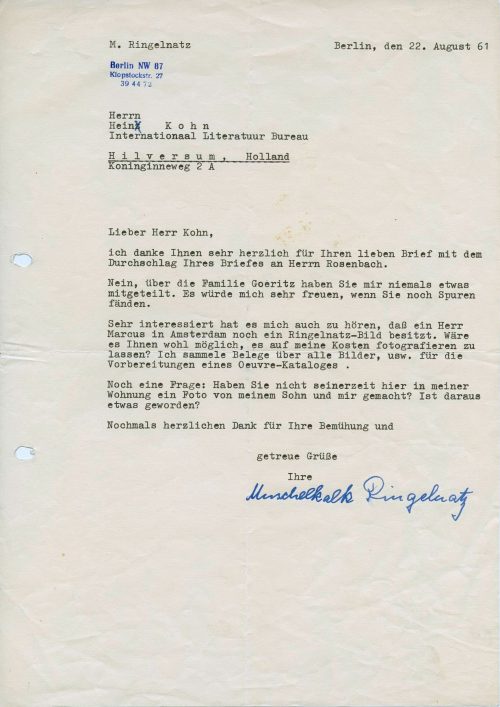 M. Ringelnatz
Berlin, den 22. August 61
Berlin NW 87
Klopstockstr. 27
39 44 72
Herrn
Heinz Kohn
Internationaal Literatuur Bureau
Hilversum, Holland
Koninginneweg 2 A
Lieber Herr Kohn,
ich danke Ihnen sehr herzlich für Ihren lieben Brief mit dem
Durchschlag Ihres Briefes an Herrn Rosenbach.
Nein, über die Familie Goeritz haben Sie mir niemals etwas
mitgeteilt. Es würde mich sehr freuen, wenn Sie noch Spuren
fänden.
Sehr interessiert hat es mich auch zu hören, daß ein Herr
Marcus in Amsterdam noch ein Ringelnatz-Bild besitzt. Wäre
es Ihnen wohl möglich, es auf meine Kosten fotografieren zu
lassen? Ich sammele Belege über alle Bilder, usw. für die
Vorbereitungen eines Oeuvre-Kataloges .
Noch eine Frage: Haben Sie nicht seinerzeit hier in meiner
Wohnung ein Foto von meinem Sohn und mir gemacht? Ist daraus
etwas geworden?
Nochmals herzlichen Dank für Ihre Bemühung und
getreue Grüße
Ihre
Muschelkalk Ringelnatz